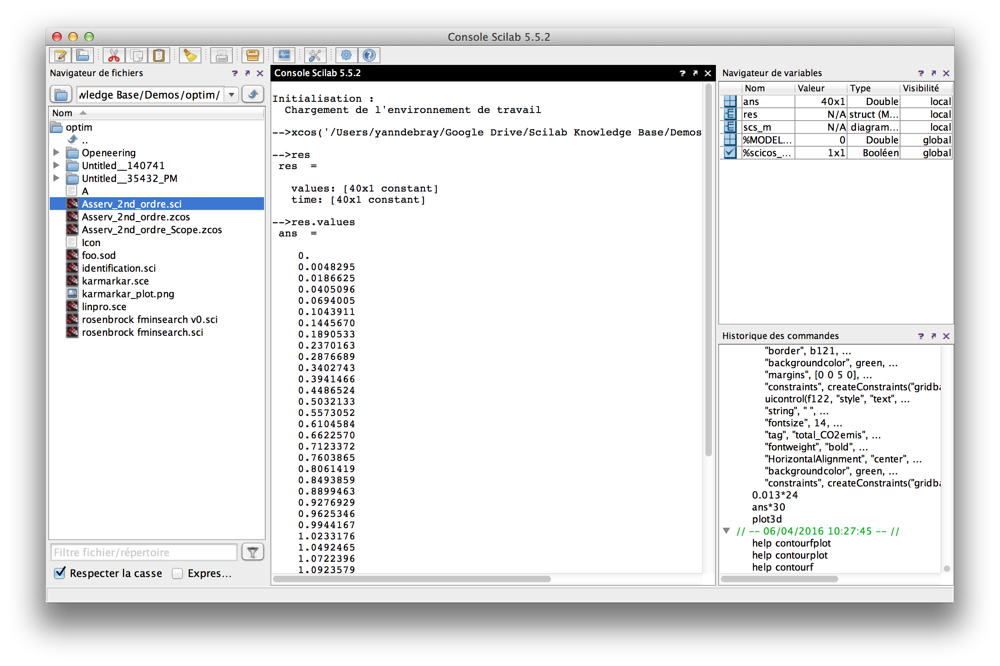 Console Scilab 5.5.2
Navigateur de fichiers
wledge Base/Demos/optim/
Nom
optim
..
Openeering
Untitled__140741
Untitled__35432_PM
A
Asserv_2nd_ordre.sci
Asserv_2nd_ordre.zcos
Asserv_2nd_ordre_Scope.zcos
Icon
foo.sod
identification.sci
karmarkar.sce
karmarkar_plot.png
linpro.sce
rosenbrock fminsearch v0.sci
rosenbrock fminsearch.sci
Filtre fichier/répertoire
Respecter la casse Expres...
Console Scilab 5.5.2
Initialisation :
Chargement de l'environnement de travail
-->xcos('/Users/yanndebray/Google Drive/Scilab Knowledge Base/Demos
-->res
res =
values: [40x1 constant]
time: [40x1 constant]
-->res.values
ans =
0.
0.0048295
0.0186625
0.0405096
0.0694005
0.1043911
0.1445670
0.1890533
0.2370163
0.2876689
0.3402743
0.3941466
0.4486524
0.5032133
0.5573052
0.6104584
0.6622570
0.7123372
0.7603865
0.8061419
0.8493859
0.8899463
0.9276929
0.9625346
0.9944167
1.0233176
1.0492465
1.0722396
1.0923579
Navigateur de variables
Nom Valeur Type Visibilité
ans 40x1 Double local
res N/A struct (M... local
scs_m N/A diagram... local
%MODEL... 0 Double global
%scicos_... 1x1 Booléen global
Historique des commandes
"border", b121, ...
"backgroundcolor", green, ...
"margins", [0 0 5 0], ...
"constraints", createConstraints("gridba
uicontrol(f122, "style", "text", ...
"string", " ", ...
"fontsize", 14, ...
"tag", "total_CO2emis", ...
"fontweight", "bold", ...
"HorizontalAlignment", "center", ...
"backgroundcolor", green, ...
"constraints", createConstraints("gridba
0.013*24
ans*30
plot3d
// -- 06/04/2016 10:27:45 -- //
help contourfplot
help contourplot
help contourf